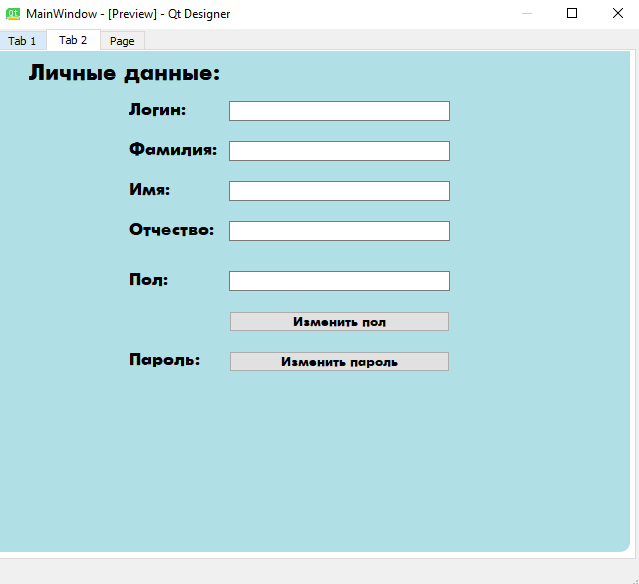 MainWindow - [Preview] - Qt Designer
Tab 1 Tab 2 Page
Личные данные:
Логин:
Фамилия:
Имя:
Отчество:
Пол:
Изменить пол
Пароль: Изменить пароль